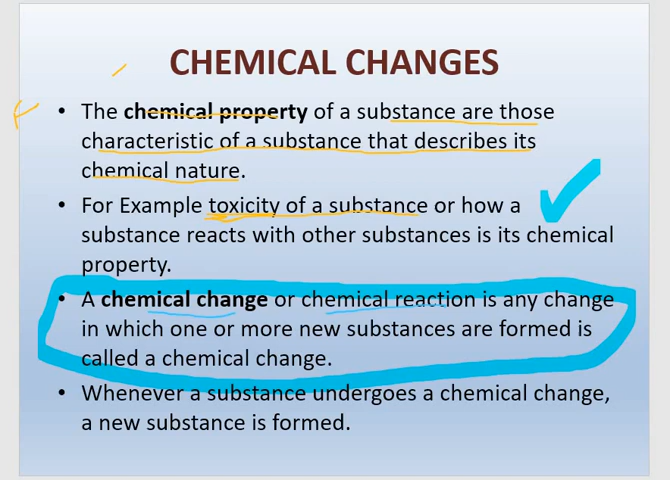 CHEMICAL CHANGES
• The chemical property of a substance are those
characteristic of a substance that describes its
chemical nature.
• For Example toxicity of a substance or how a
substance reacts with other substances is its chemical
property.
• A chemical change or chemical reaction is any change
in which one or more new substances are formed is
called a chemical change.
• Whenever a substance undergoes a chemical change,
a new substance is formed.